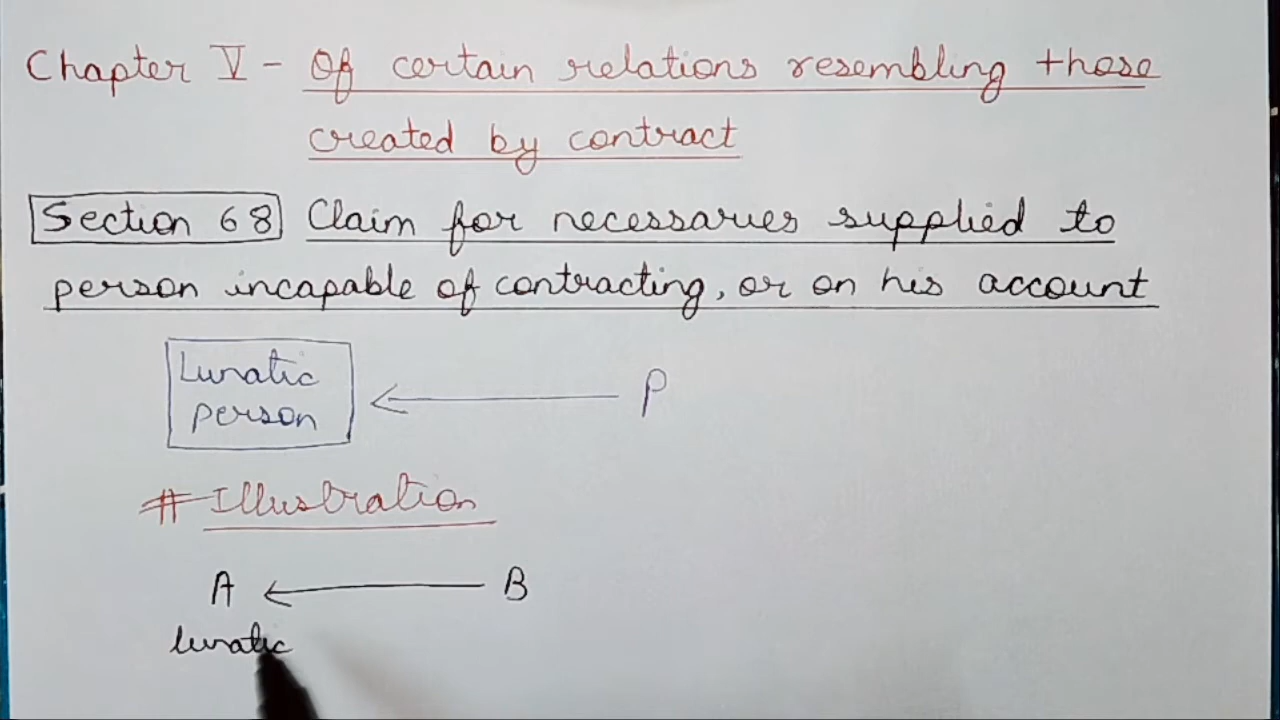 Chapter V - Of certain relations resembling those
created by contract
Section 68 Claim for necessaries supplied to
person incapable of contracting, or on his account
Lunatic
person
P
# Illustration
A B
lunatic